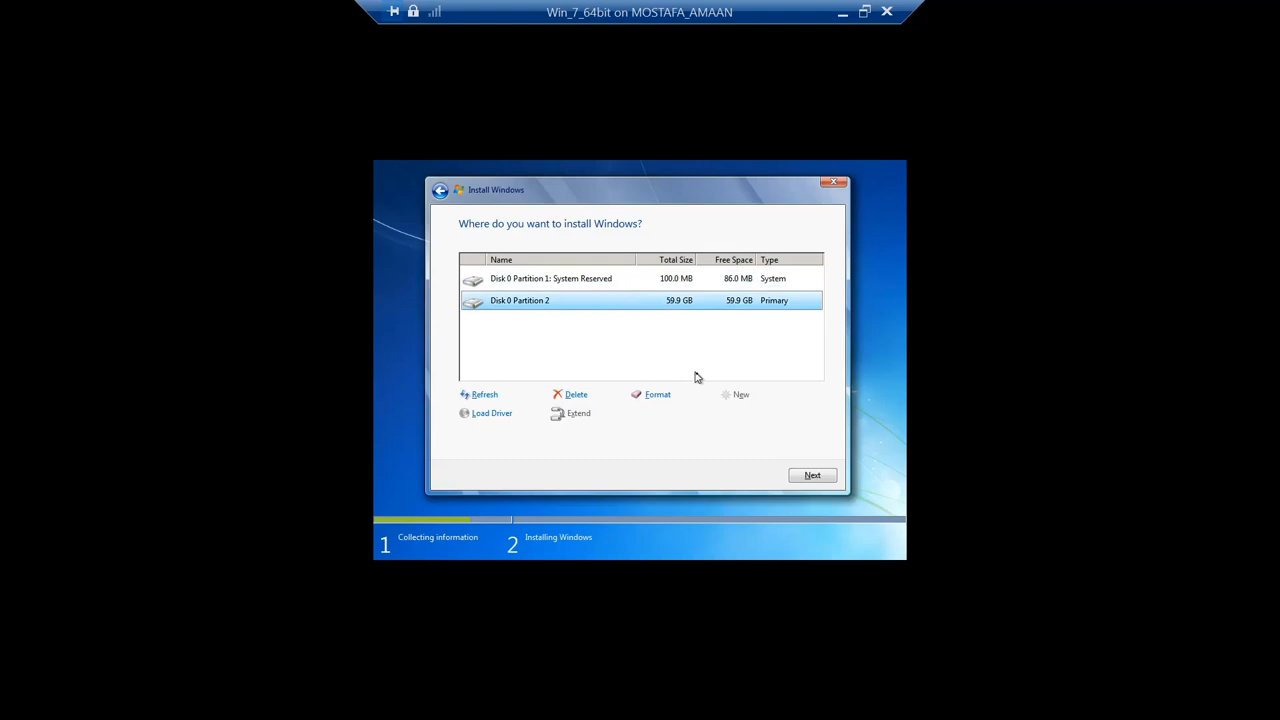 Win_7_64bit on MOSTAFA_AMAAN
Install Windows
Where do you want to install Windows?
Name Total Size Free Space Type
Disk 0 Partition 1: System Reserved 100.0 MB 86.0 MB System
Disk 0 Partition 2 59.9 GB 59.9 GB Primary
Refresh Delete Format New
Load Driver Extend
Next
1 Collecting information 2 Installing Windows